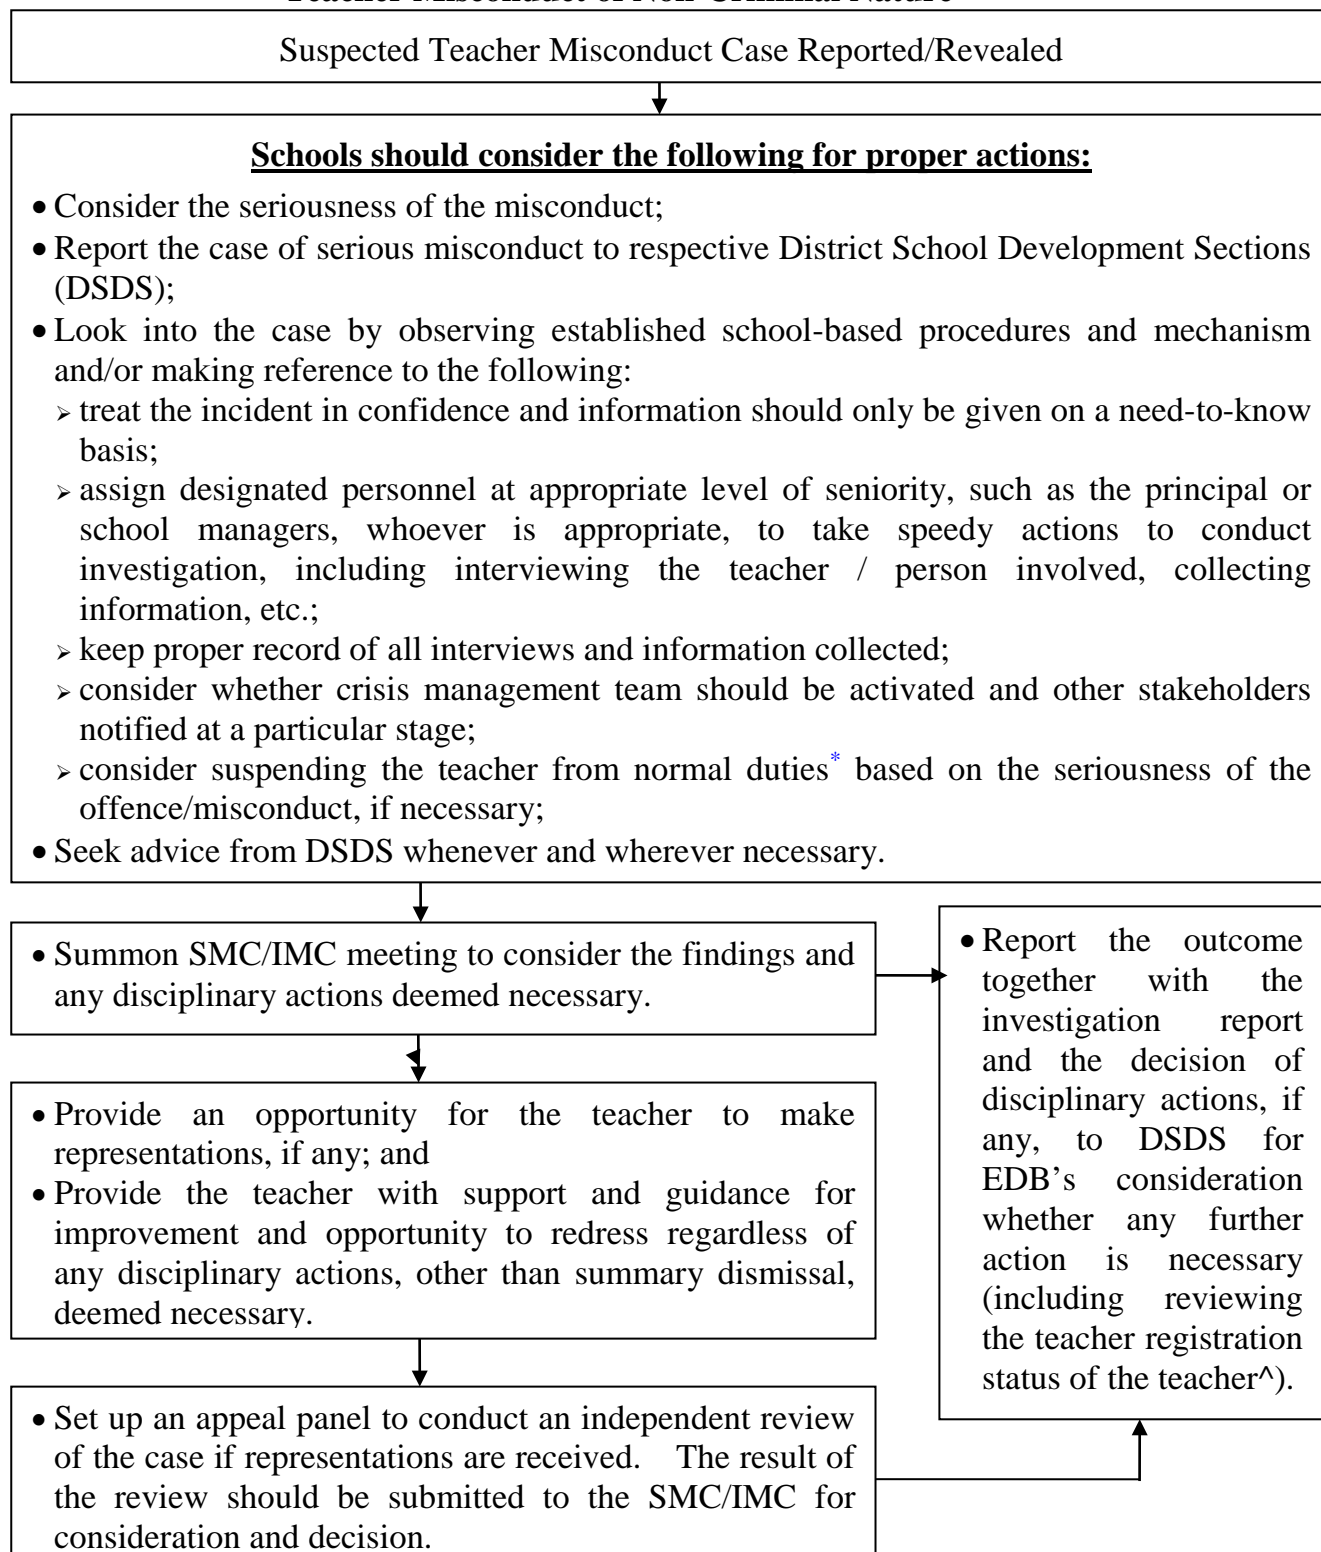 Teacher Misconduct of Non-Criminal Nature
Suspected Teacher Misconduct Case Reported/Revealed
Schools should consider the following for proper actions:
• Consider the seriousness of the misconduct;
• Report the case of serious misconduct to respective District School Development Sections
(DSDS);
• Look into the case by observing established school-based procedures and mechanism
and/or making reference to the following:
➢ treat the incident in confidence and information should only be given on a need-to-know
basis;
➢ assign designated personnel at appropriate level of seniority, such as the principal or
school managers, whoever is appropriate, to take speedy actions to conduct
investigation, including interviewing the teacher / person involved, collecting
information, etc.;
➢ keep proper record of all interviews and information collected;
➢ consider whether crisis management team should be activated and other stakeholders
notified at a particular stage;
➢ consider suspending the teacher from normal duties* based on the seriousness of the
offence/misconduct, if necessary;
• Seek advice from DSDS whenever and wherever necessary.
• Summon SMC/IMC meeting to consider the findings and
any disciplinary actions deemed necessary.
• Provide an opportunity for the teacher to make
representations, if any; and
• Provide the teacher with support and guidance for
improvement and opportunity to redress regardless of
any disciplinary actions, other than summary dismissal,
deemed necessary.
• Set up an appeal panel to conduct an independent review
of the case if representations are received. The result of
the review should be submitted to the SMC/IMC for
consideration and decision.
• Report the outcome
together with the
investigation report
and the decision of
disciplinary actions, if
any, to DSDS for
EDB's consideration
whether any further
action is necessary
(including reviewing
the teacher registration
status of the teacher^).